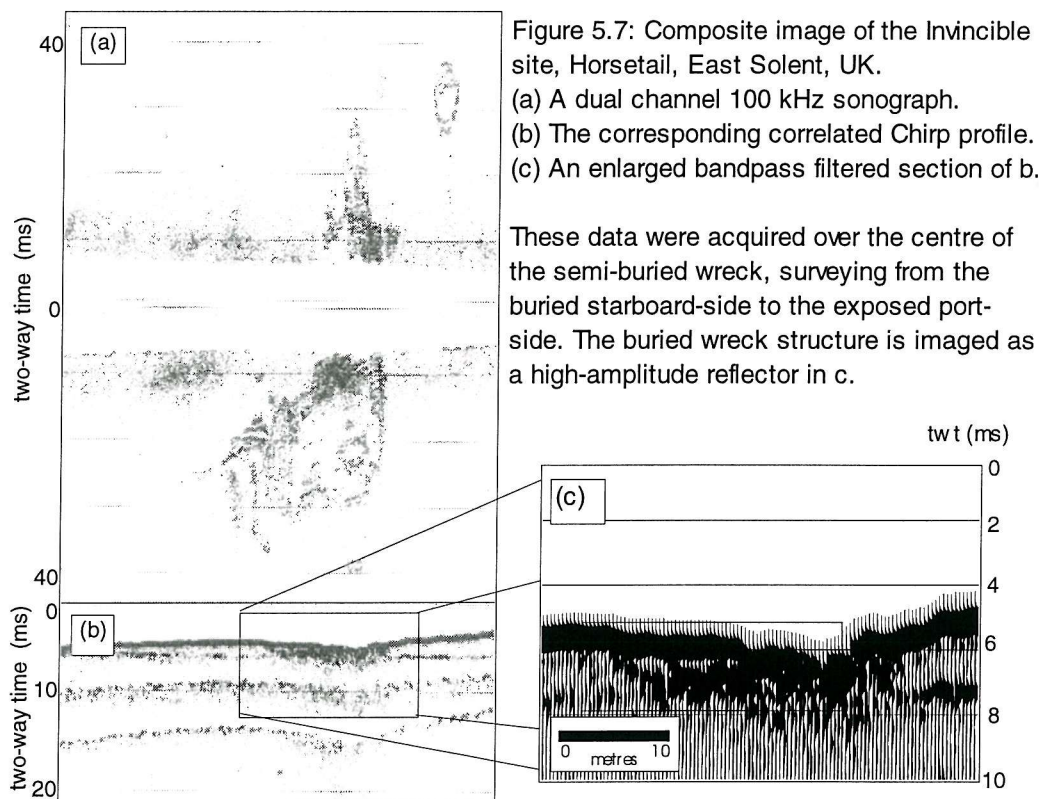 40
(a)
two-way time (ms)
0
40
Figure 5.7: Composite image of the Invincible
site, Horsetail, East Solent, UK.
(a) A dual channel 100 kHz sonograph.
(b) The corresponding correlated Chirp profile.
(c) An enlarged bandpass filtered section of b.
These data were acquired over the centre of
the semi-buried wreck, surveying from the
buried starboard-side to the exposed port-
side. The buried wreck structure is imaged as
a high-amplitude reflector in c.
0
(b)
two-way time (ms)
10
20
twt (ms)
(c)
0
2
4
6
8
10
0 10
metres